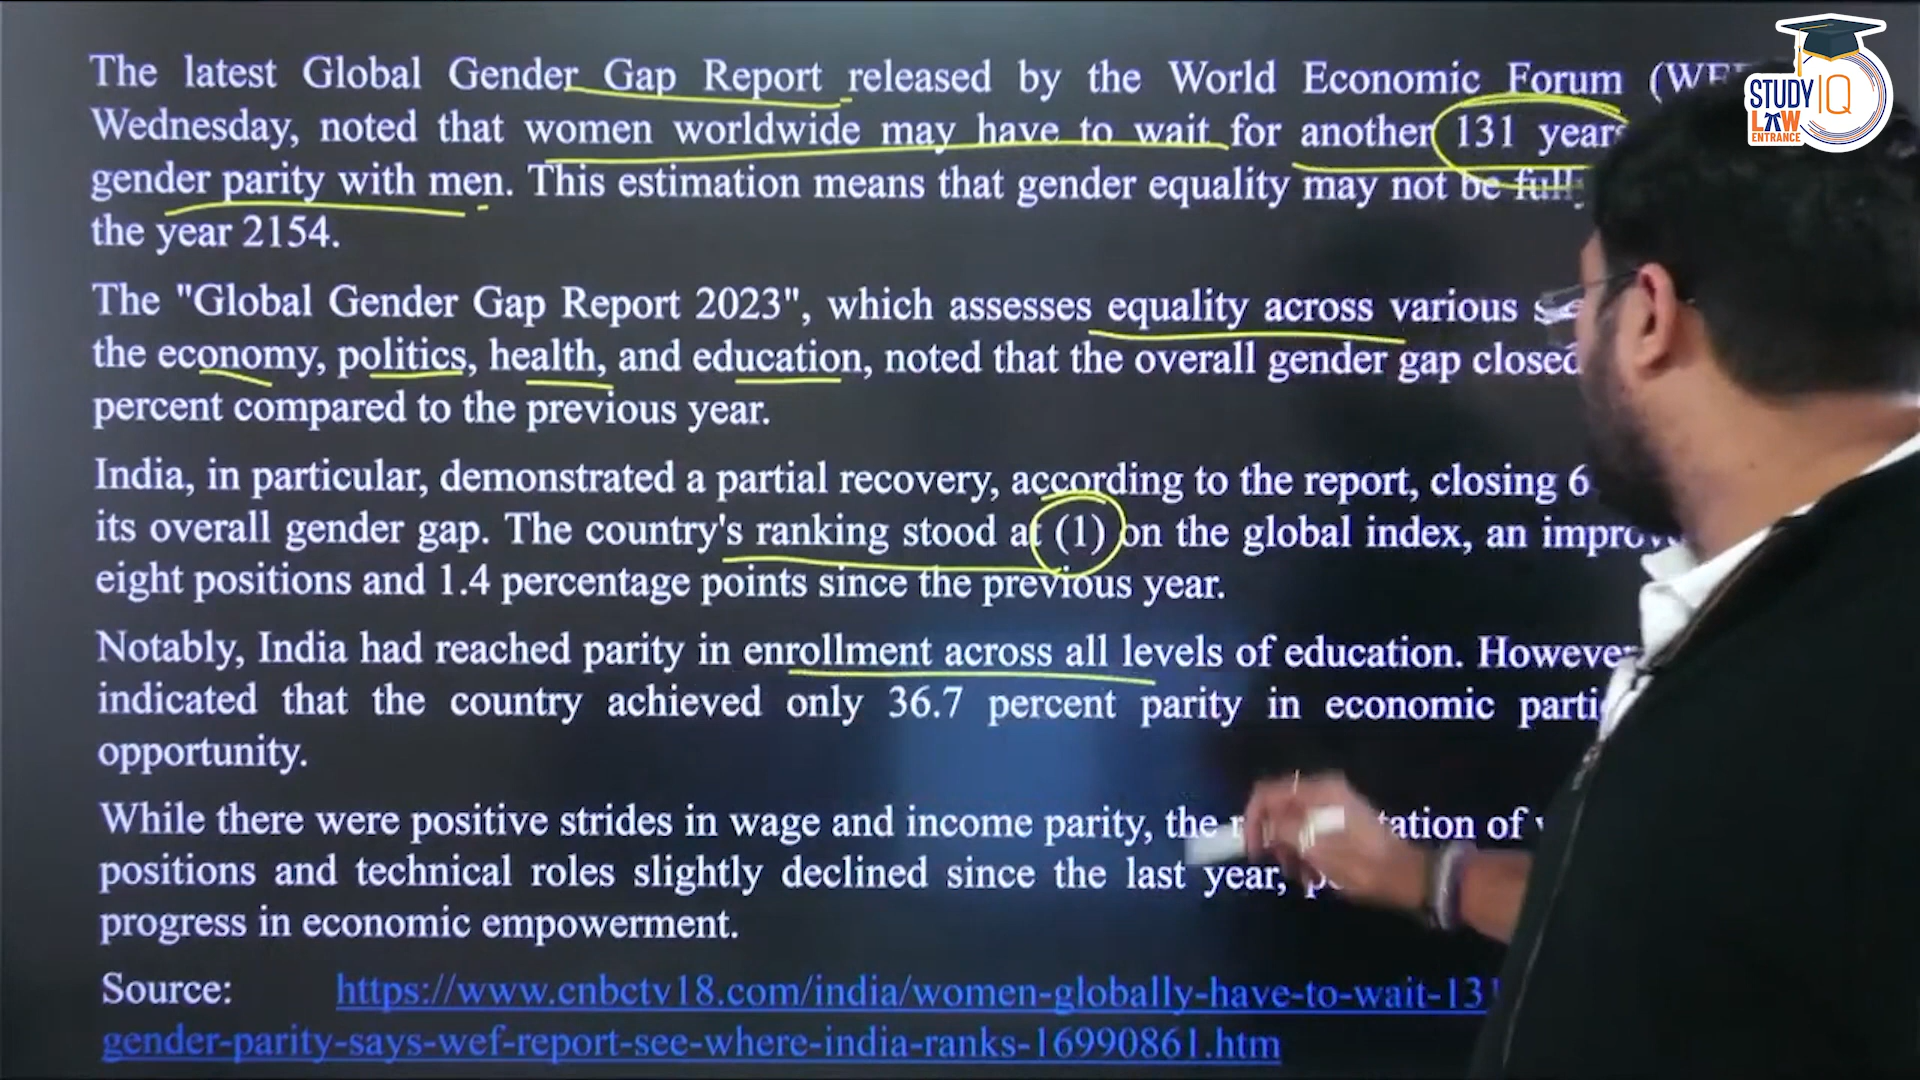 The latest Global Gender Gap Report released by the World Economic Forum
Wednesday, noted that women worldwide may have to wait for another 131 years
gender parity with men. This estimation means that gender equality may not be
the year 2154.
The "Global Gender Gap Report 2023", which assesses equality across various
the economy, politics, health, and education, noted that the overall gender gap closed
percent compared to the previous year.
India, in particular, demonstrated a partial recovery, according to the report, closing
its overall gender gap. The country's ranking stood at (1) on the global index, an
eight positions and 1.4 percentage points since the previous year.
Notably, India had reached parity in enrollment across all levels of education. However
indicated that the country achieved only 36.7 percent parity in economic
opportunity.
While there were positive strides in wage and income parity, the of
positions and technical roles slightly declined since the last year,
progress in economic empowerment.
Source: https://www.cnbctv18.com/india/women-globally-have-to-wait-131
gender-parity-says-wef-report-see-where-india-ranks-16990861.htm
STUDY IQ
LAW
ENTRANCE